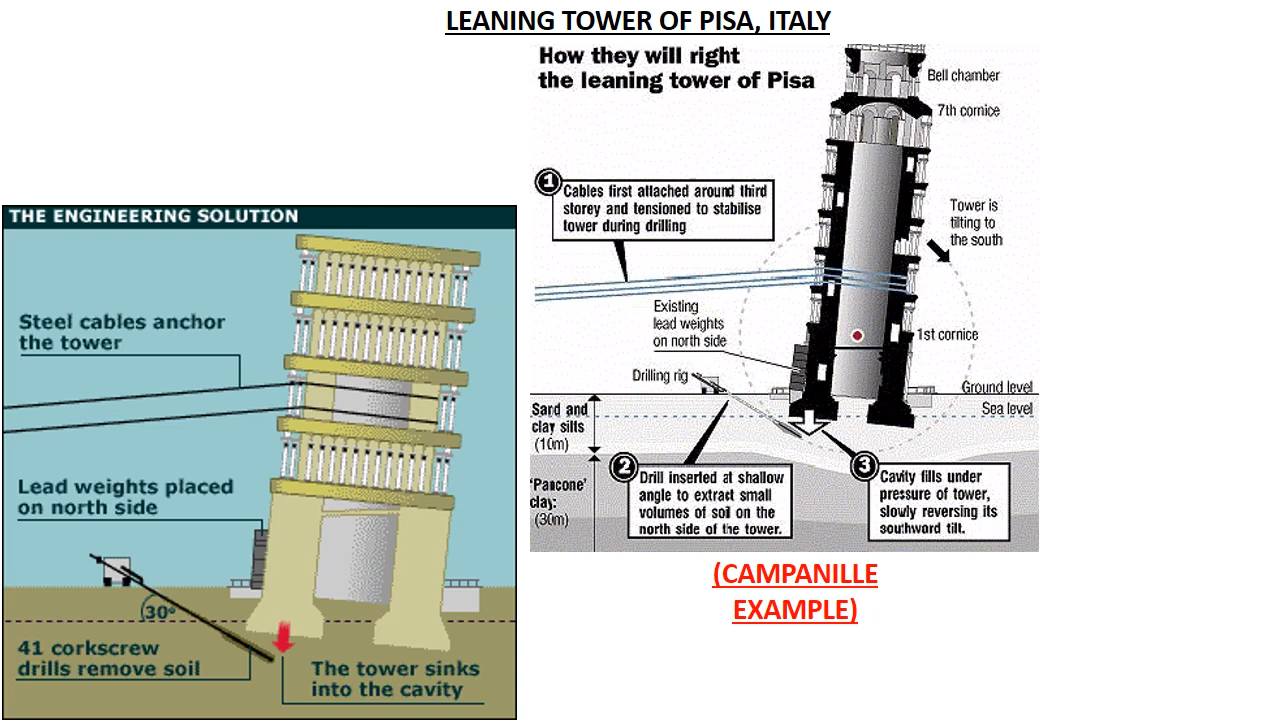 LEANING TOWER OF PISA, ITALY
How they will right
the leaning tower of Pisa
Bell chamber
7th cornice
1
Cables first attached around third
storey and tensioned to stabilise
tower during drilling
Tower is
tilting to
the south
Existing
lead weights
on north side
1st cornice
Drilling rig
Ground level
Sea level
Sard and
clay sills
(10m)
'Pancone'
clay:
(30m)
2
Drill inserted at shallow
angle to extract small
volumes of soil on the
north side of the tower.
3
Cavity fills under
pressure of tower,
slowly reversing its
southward tilt.
(CAMPANILLE
EXAMPLE)
THE ENGINEERING SOLUTION
Steel cables anchor
the tower
Lead weights placed
on north side
30°
41 corkscrew
drills remove soil
The tower sinks
into the cavity